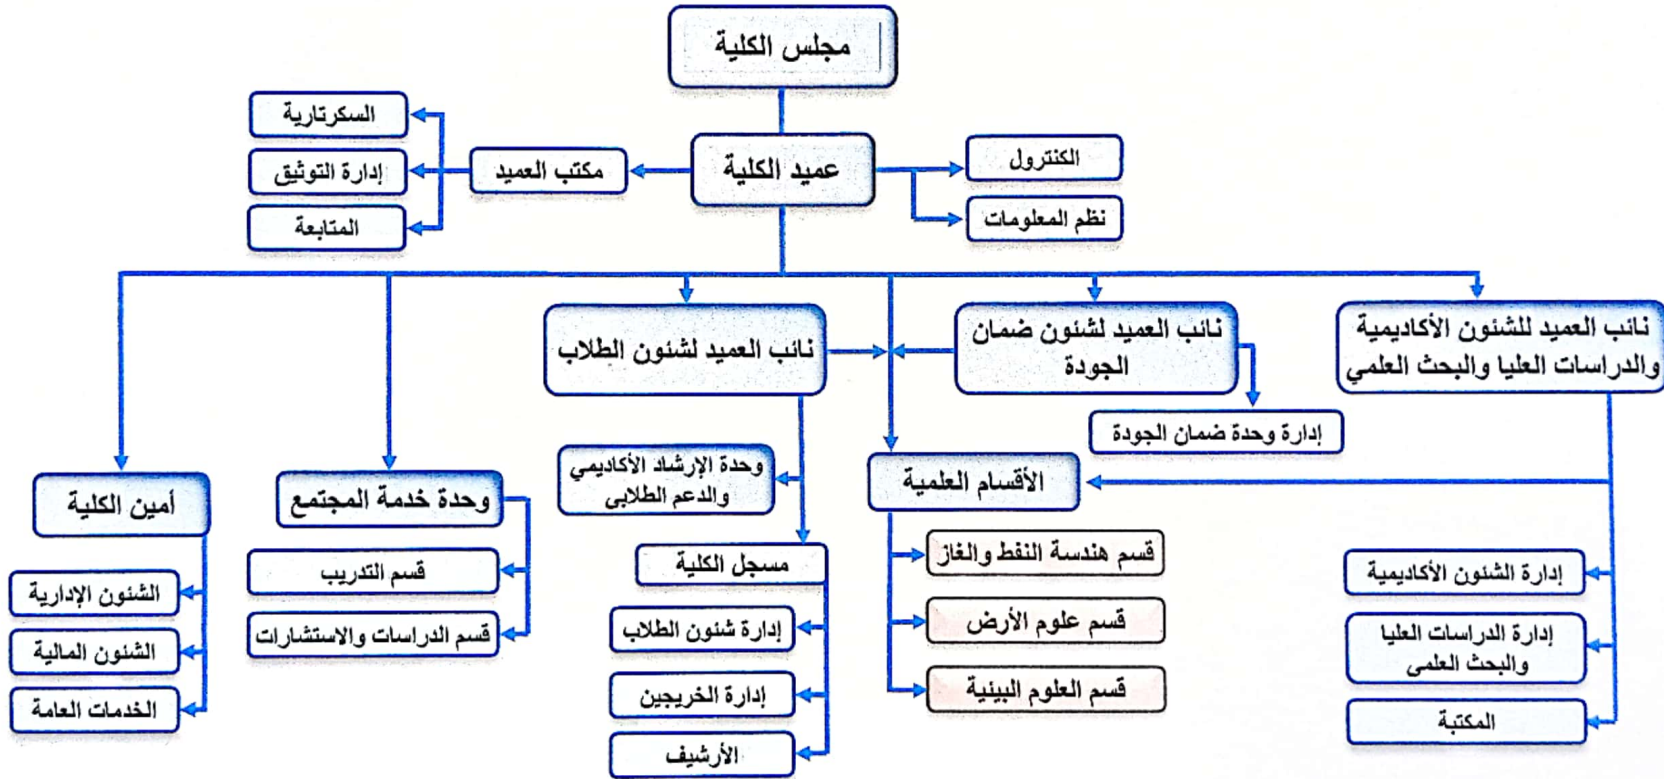 مجلس الكلية
السكرتارية
إدارة التوثيق
المتابعة
مكتب العميد
عميد الكلية
الكنترول
نظم المعلومات
نائب العميد للشئون الأكاديمية
والدراسات العليا والبحث العلمي
نائب العميد لشئون ضمان
الجودة
نائب العميد لشئون الطلاب
إدارة وحدة ضمان الجودة
وحدة الإرشاد الأكاديمي
والدعم الطلابى
الأقسام العلمية
وحدة خدمة المجتمع
أمين الكلية
إدارة الشئون الأكاديمية
إدارة الدراسات العليا
والبحث العلمى
المكتبة
قسم هندسة النفط والغاز
قسم علوم الأرض
قسم العلوم البيئية
مسجل الكلية
إدارة شئون الطلاب
إدارة الخريجين
الأرشيف
قسم التدريب
قسم الدراسات والاستشارات
الشئون الإدارية
الشئون المالية
الخدمات العامة